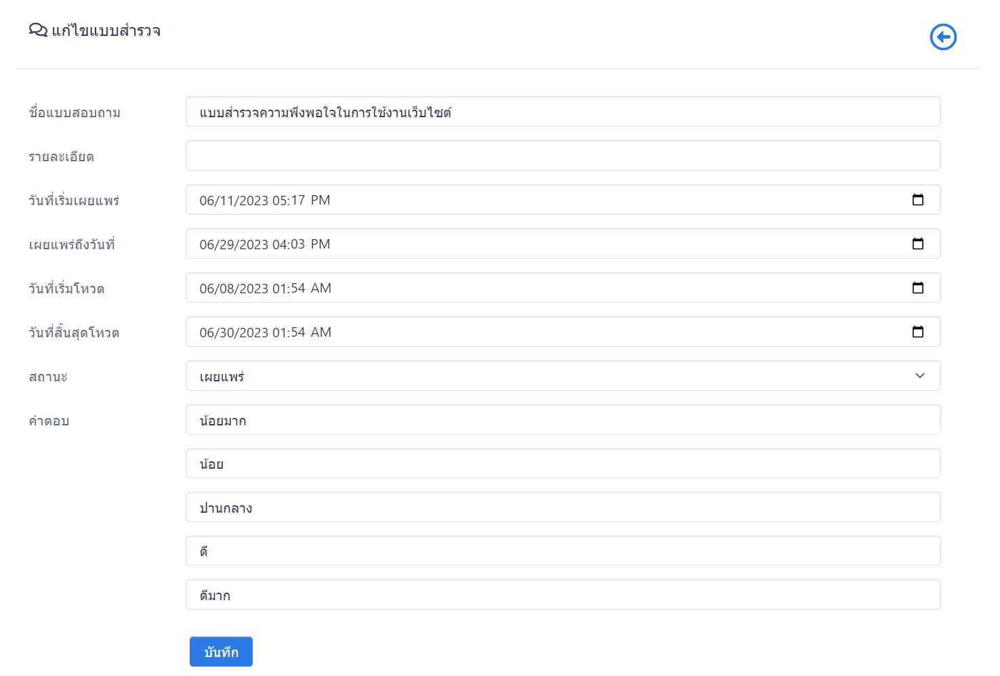 แก้ไขแบบสำรวจ
ชื่อแบบสอบถาม แบบสำรวจความพึงพอใจในการใช้งานเว็บไซต์
รายละเอียด
วันที่เริ่มเผยแพร่ 06/11/2023 05:17 PM
เผยแพร่ถึงวันที่ 06/29/2023 04:03 PM
วันที่เริ่มโหวต 06/08/2023 01:54 AM
วันที่สิ้นสุดโหวต 06/30/2023 01:54 AM
สถานะ เผยแพร่
คำตอบ น้อยมาก
น้อย
ปานกลาง
ดี
ดีมาก
บันทึก